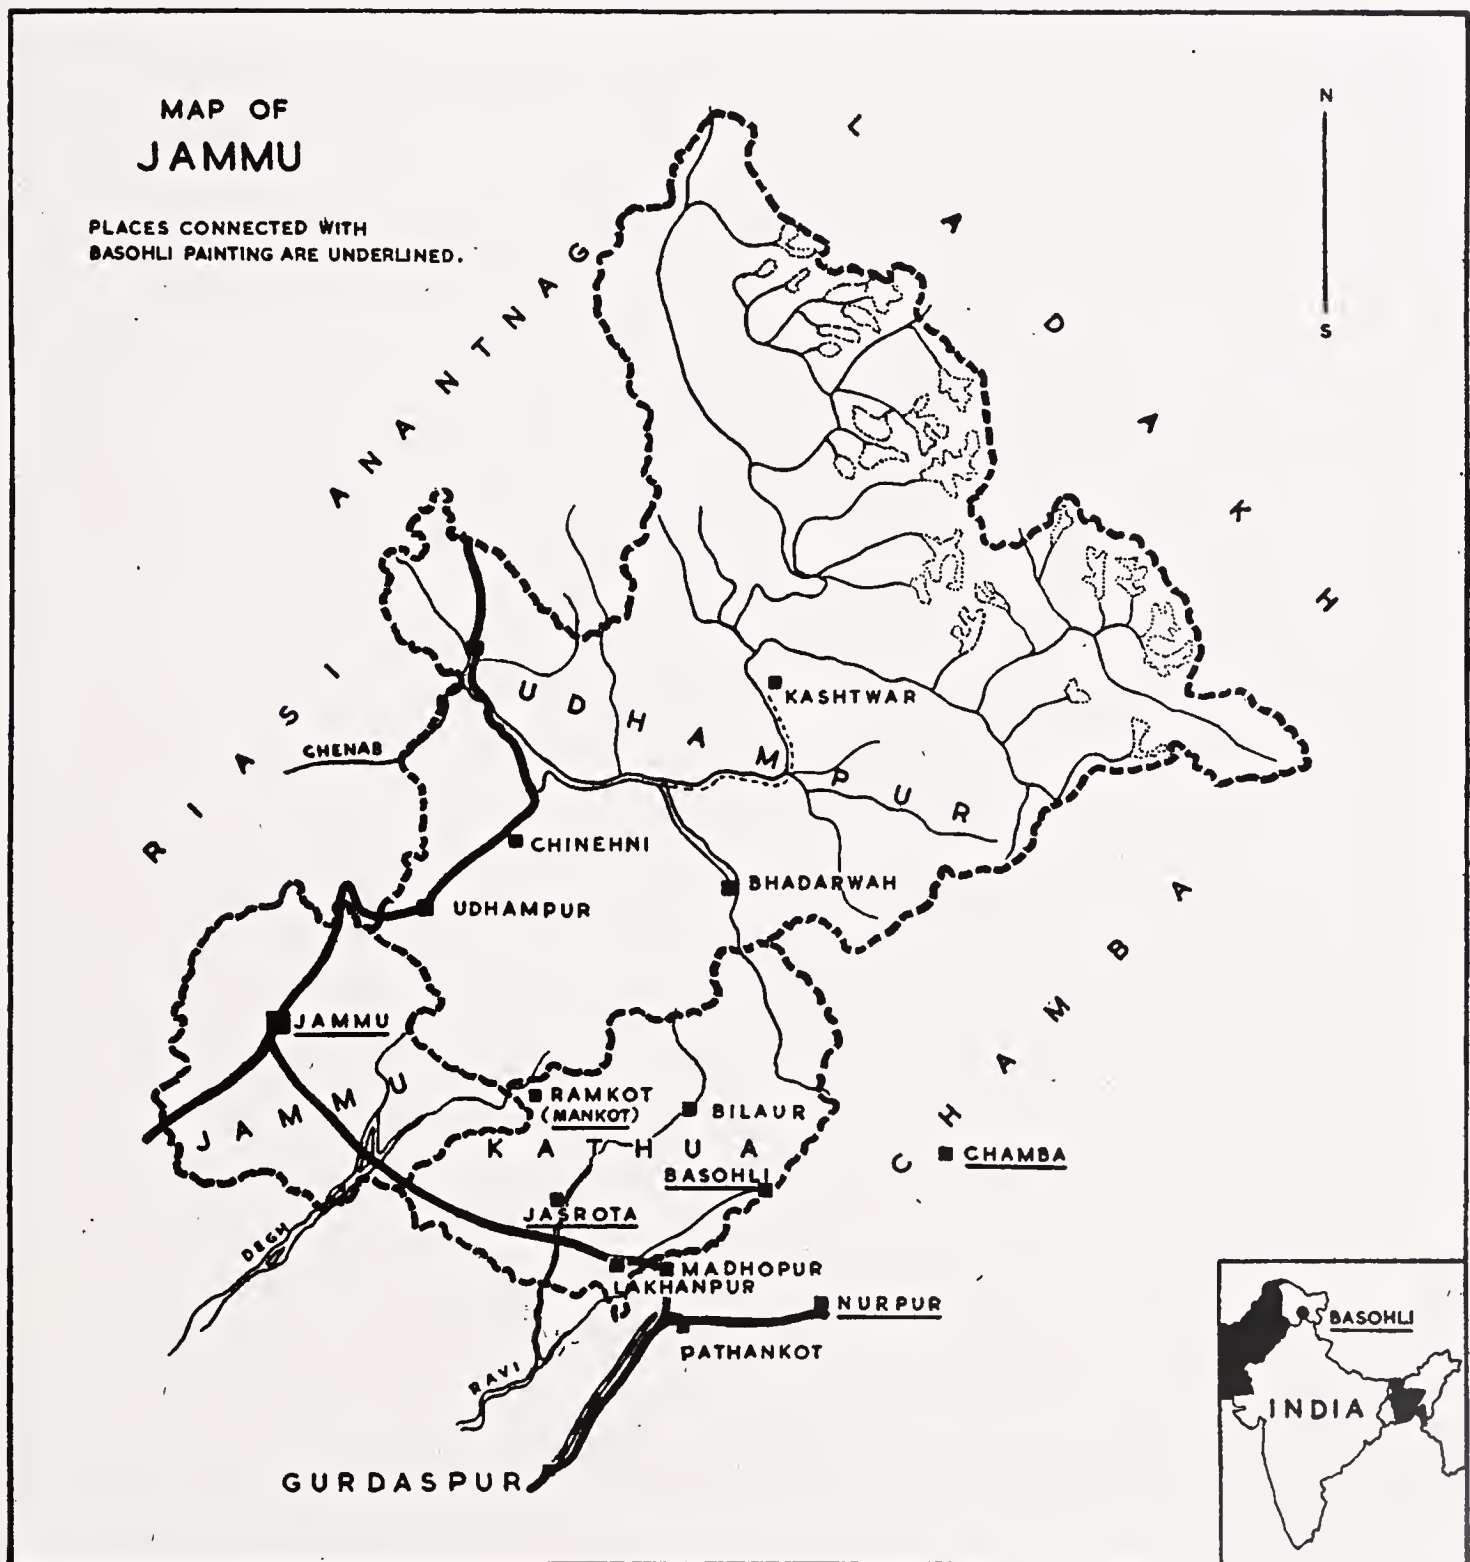 MAP OF
JAMMU
PLACES CONNECTED WITH
BASOHLI PAINTING ARE UNDERLINED.
N
S
LADAKH
ANANTNAG
RIASI
UDHAMPUR
KASHTWAR
CHENAB
CHINEHNI
BHADARWAH
UDHAMPUR
CHAMBA
JAMMU
JAMMU
RAMKOT
(MANKOT)
BILAUR
KATHUA
CHAMBA
BASOHLI
JASROTA
DEGH
MADHOPUR
LAKHANPUR
NURPUR
PATHANKOT
RAVI
GURDASPUR
BASOHLI
INDIA